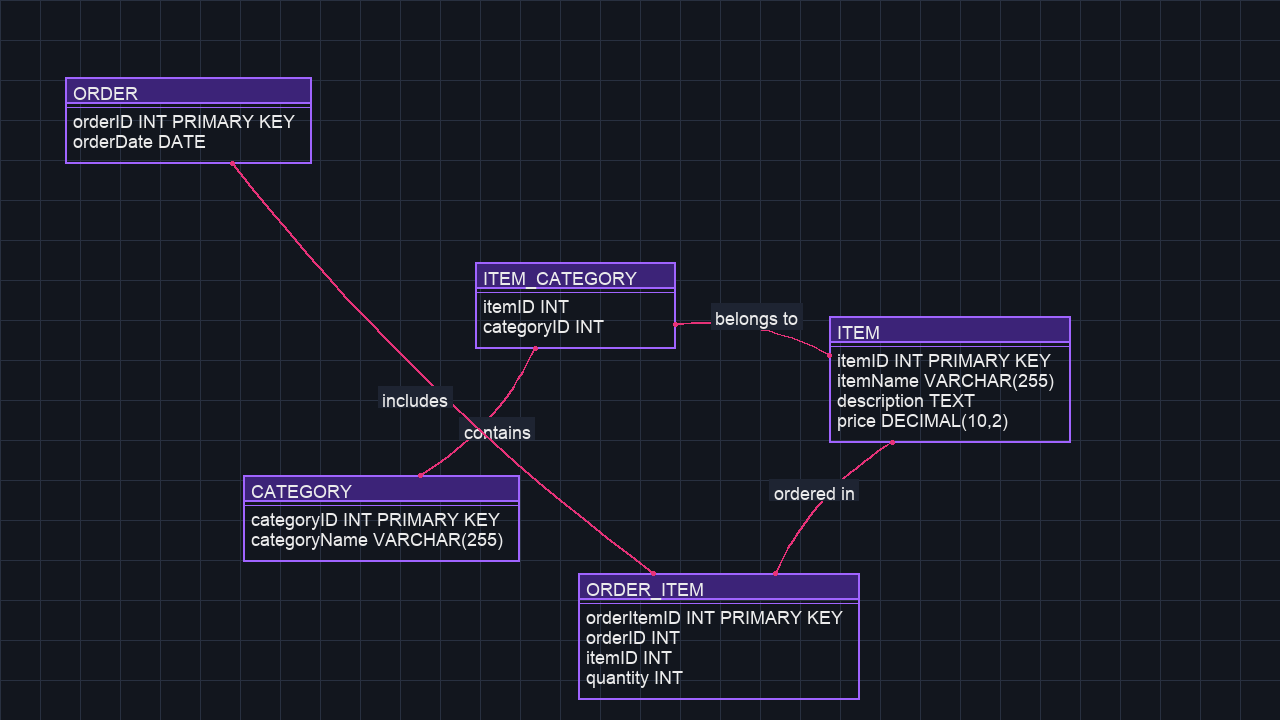 ORDER
orderID INT PRIMARY KEY
orderDate DATE
ITEM_CATEGORY
itemID INT
categoryID INT
belongs to
ITEM
itemID INT PRIMARY KEY
itemName VARCHAR(255)
description TEXT
price DECIMAL(10,2)
includes
contains
CATEGORY
categoryID INT PRIMARY KEY
categoryName VARCHAR(255)
ordered in
ORDER_ITEM
orderItemID INT PRIMARY KEY
orderID INT
itemID INT
quantity INT